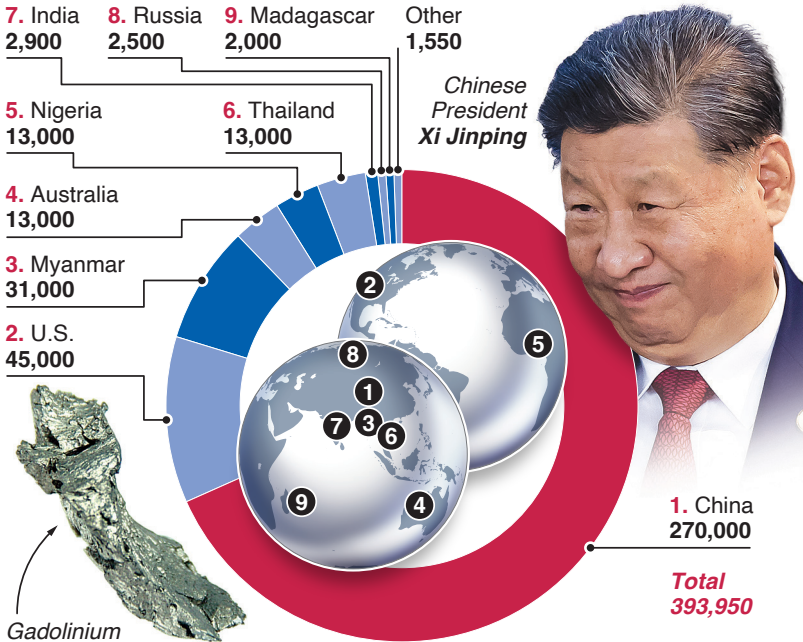 7. India
2,900
8. Russia
2,500
9. Madagascar
2,000
Other
1,550
Chinese
President
Xi Jinping
5. Nigeria
13,000
6. Thailand
13,000
4. Australia
13,000
3. Myanmar
31,000
2. U.S.
45,000
2
5
8
1
7
3
6
9
4
1. China
270,000
Total
393,950
Gadolinium